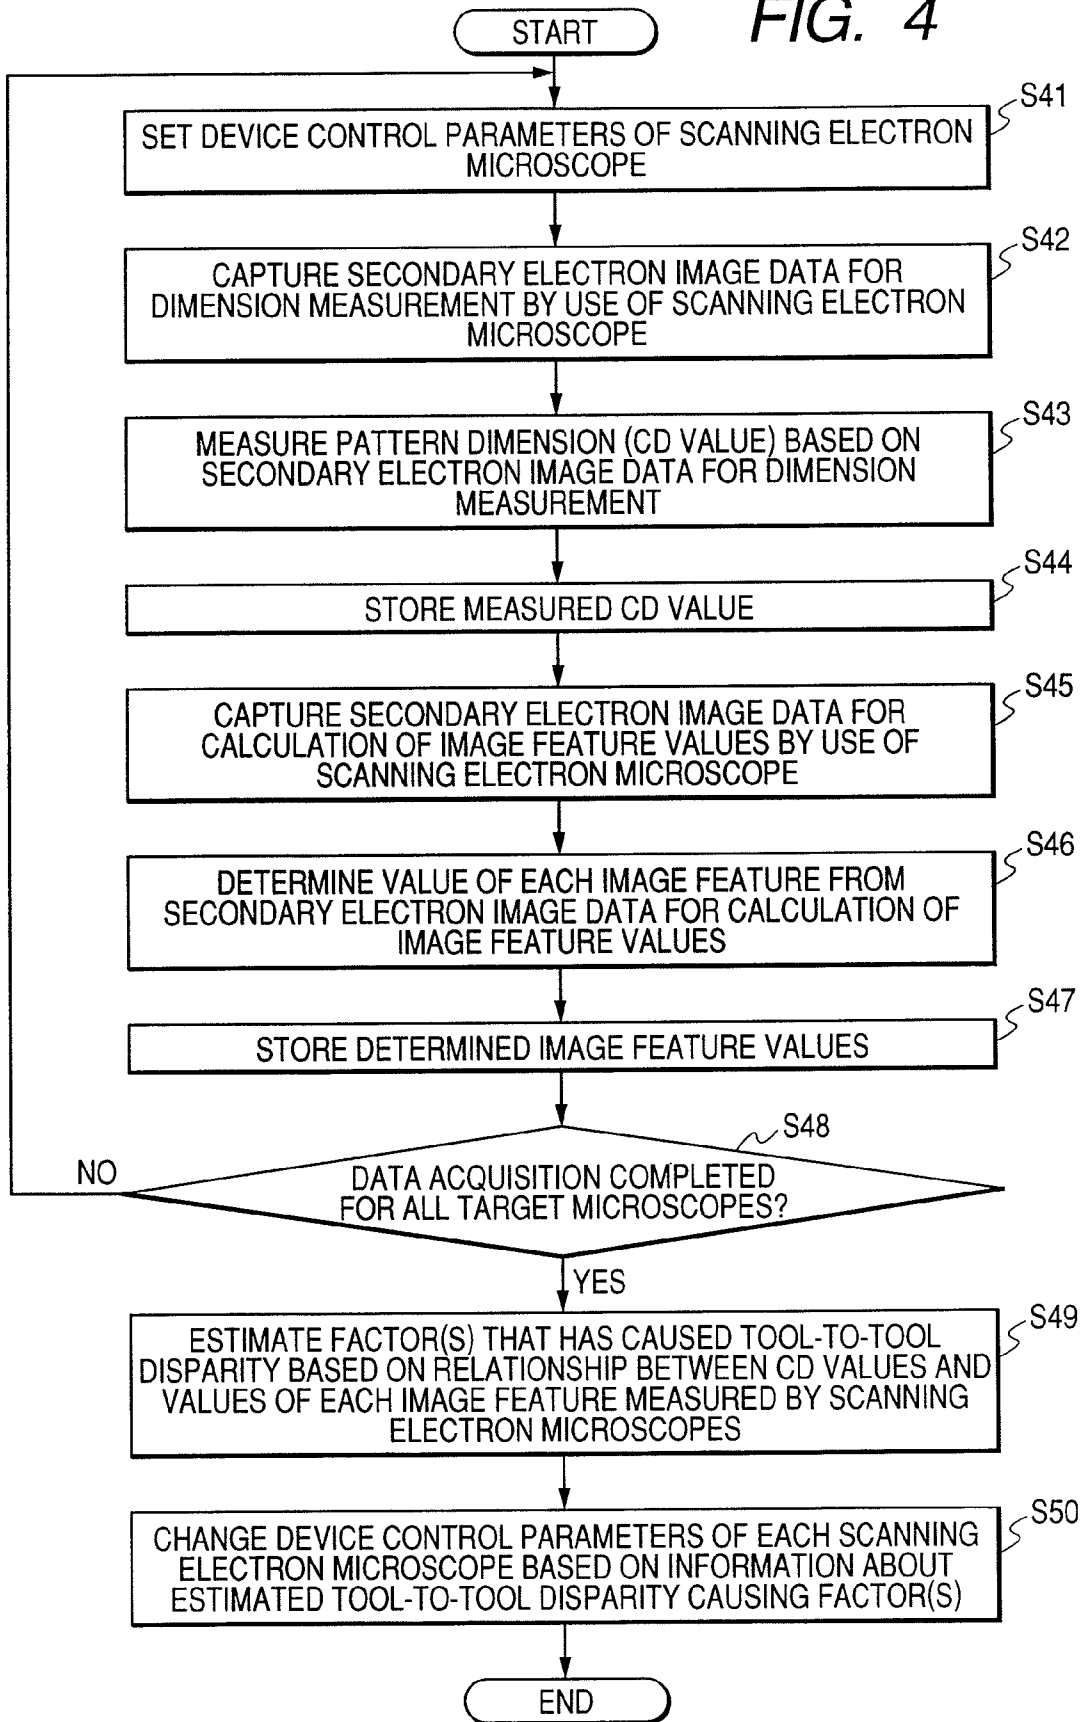 FIG. 4
START
S41
SET DEVICE CONTROL PARAMETERS OF SCANNING ELECTRON
MICROSCOPE
S42
CAPTURE SECONDARY ELECTRON IMAGE DATA FOR
DIMENSION MEASUREMENT BY USE OF SCANNING ELECTRON
MICROSCOPE
S43
MEASURE PATTERN DIMENSION (CD VALUE) BASED ON
SECONDARY ELECTRON IMAGE DATA FOR DIMENSION
MEASUREMENT
S44
STORE MEASURED CD VALUE
S45
CAPTURE SECONDARY ELECTRON IMAGE DATA FOR
CALCULATION OF IMAGE FEATURE VALUES BY USE OF
SCANNING ELECTRON MICROSCOPE
S46
DETERMINE VALUE OF EACH IMAGE FEATURE FROM
SECONDARY ELECTRON IMAGE DATA FOR CALCULATION OF
IMAGE FEATURE VALUES
S47
STORE DETERMINED IMAGE FEATURE VALUES
S48
NO
DATA ACQUISITION COMPLETED
FOR ALL TARGET MICROSCOPES?
YES
S49
ESTIMATE FACTOR(S) THAT HAS CAUSED TOOL-TO-TOOL
DISPARITY BASED ON RELATIONSHIP BETWEEN CD VALUES AND
VALUES OF EACH IMAGE FEATURE MEASURED BY SCANNING
ELECTRON MICROSCOPES
S50
CHANGE DEVICE CONTROL PARAMETERS OF EACH SCANNING
ELECTRON MICROSCOPE BASED ON INFORMATION ABOUT
ESTIMATED TOOL-TO-TOOL DISPARITY CAUSING FACTOR(S)
END